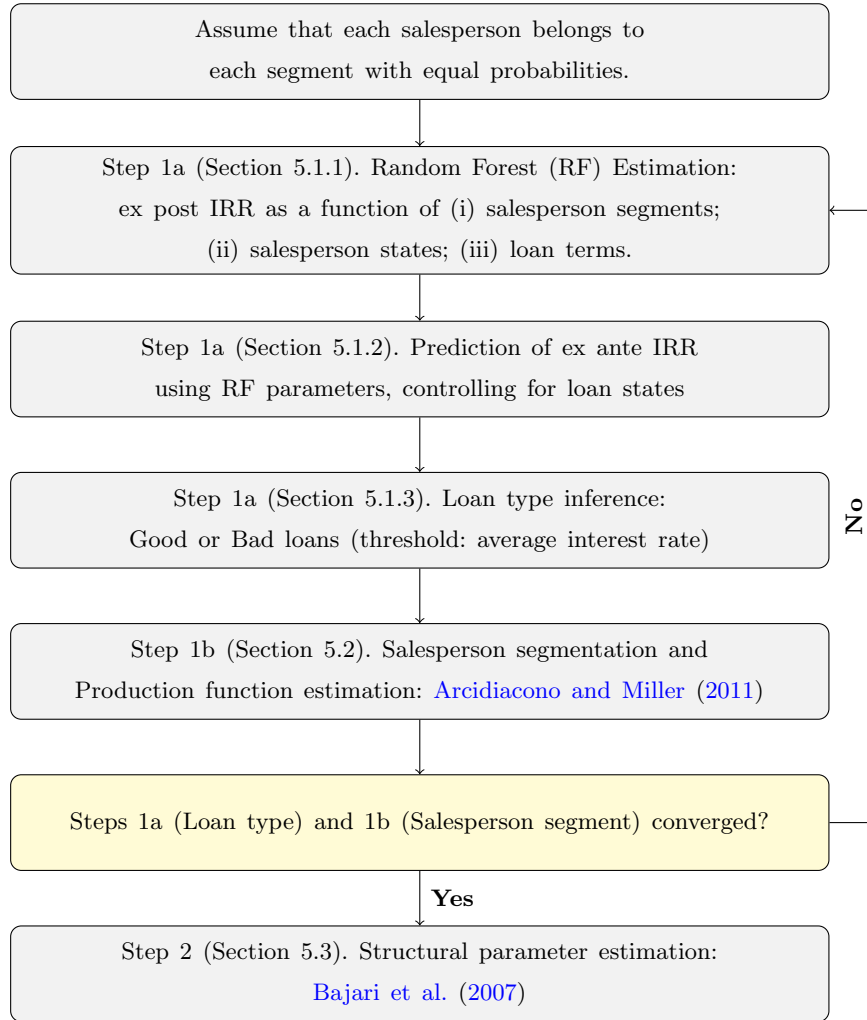 Assume that each salesperson belongs to
each segment with equal probabilities.
Step 1a (Section 5.1.1). Random Forest (RF) Estimation:
ex post IRR as a function of (i) salesperson segments;
(ii) salesperson states; (iii) loan terms.
Step 1a (Section 5.1.2). Prediction of ex ante IRR
using RF parameters, controlling for loan states
Step 1a (Section 5.1.3). Loan type inference:
Good or Bad loans (threshold: average interest rate)
No
Step 1b (Section 5.2). Salesperson segmentation and
Production function estimation: Arcidiacono and Miller (2011)
Steps 1a (Loan type) and 1b (Salesperson segment) converged?
Yes
Step 2 (Section 5.3). Structural parameter estimation:
Bajari et al. (2007)